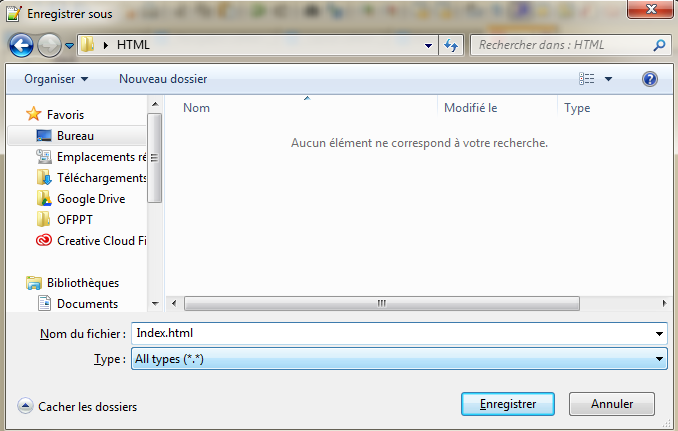 Enregistrer sous
HTML
Rechercher dans : HTML
Organiser
Nouveau dossier
Nom
Modifié le
Type
Aucun élément ne correspond à votre recherche.
Favoris
Bureau
Emplacements ré
Téléchargements
Google Drive
OFPPT
Creative Cloud Fi
Bibliothèques
Documents
Nom du fichier : Index.html
Type : All types (*.*)
Cacher les dossiers
Enregistrer
Annuler